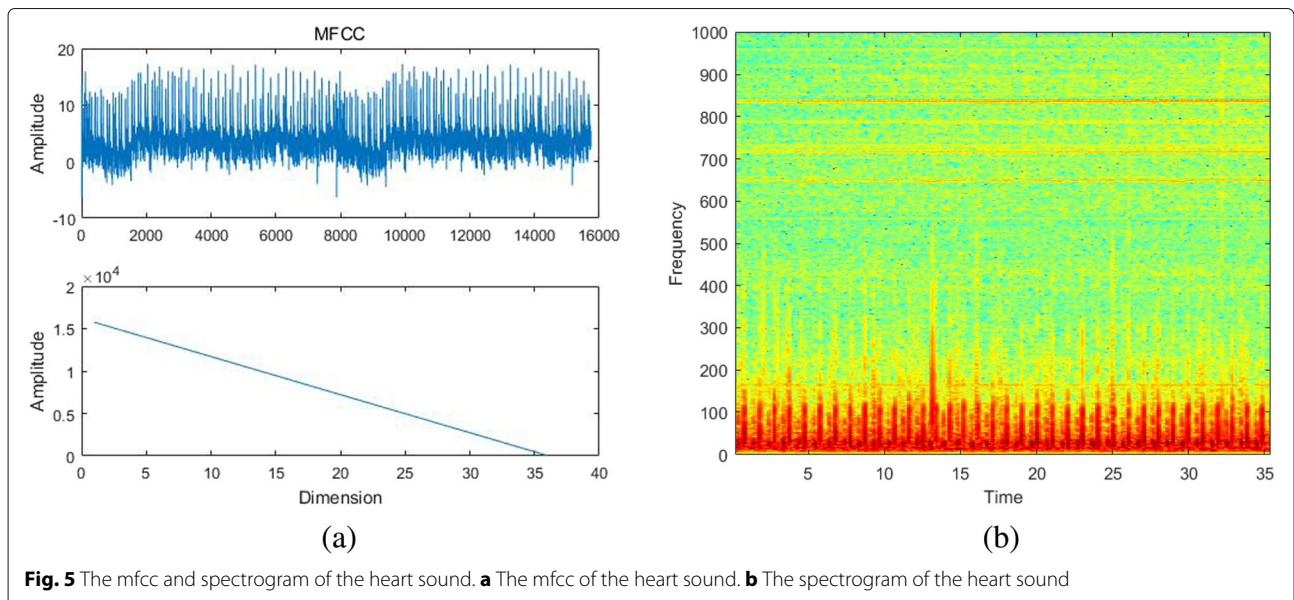 MFCC
20
10
0
-10
Amplitude
0 2000 4000 6000 8000 10000 12000 14000 16000
×10⁴
2
1.5
1
0.5
0
Amplitude
0 5 10 15 20 25 30 35 40
Dimension
(a)
1000
900
800
700
600
500
400
300
200
100
0
Frequency
5 10 15 20 25 30 35
Time
(b)
Fig. 5 The mfcc and spectrogram of the heart sound. a The mfcc of the heart sound. b The spectrogram of the heart sound